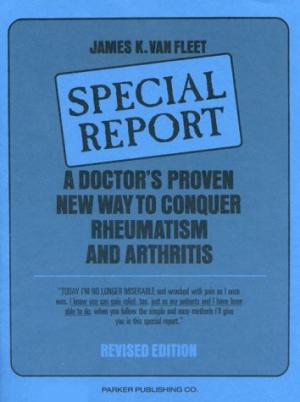 JAMES K. VAN FLEET
SPECIAL
REPORT
A DOCTOR'S PROVEN
NEW WAY TO CONQUER
RHEUMATISM
AND ARTHRITIS
"TODAY I'M NO LONGER MISERABLE and wracked with pain as I once
was. I know you can gain relief, too, just as my patients and I have been
able to do, when you follow the simple and easy methods I'll give
you in this special report."
REVISED EDITION
PARKER PUBLISHING CO.